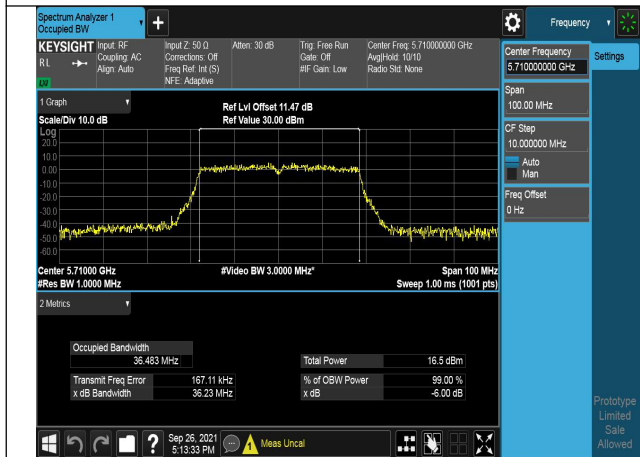 Spectrum Analyzer 1
Occupied BW
+
Frequency
KEYSIGHT
RL
LXI
Input: RF
Coupling: AC
Align: Auto
Input Z: 50 Ω
Corrections: Off
Freq Ref: Int (S)
NFE: Adaptive
Atten: 30 dB
Trig: Free Run
Gate: Off
#IF Gain: Low
Center Freq: 5.710000000 GHz
Avg|Hold: 10/10
Radio Std: None
Center Frequency
5.710000000 GHz
Settings
Span
100.00 MHz
CF Step
10.000000 MHz
Auto
Man
Freq Offset
0 Hz
1 Graph
Scale/Div 10.0 dB
Ref Lvl Offset 11.47 dB
Ref Value 30.00 dBm
Log
20.0
10.0
0.00
-10.0
-20.0
-30.0
-40.0
-50.0
-60.0
Center 5.71000 GHz
#Res BW 1.0000 MHz
#Video BW 3.0000 MHz*
Span 100 MHz
Sweep 1.00 ms (1001 pts)
2 Metrics
Occupied Bandwidth
36.483 MHz
Total Power 16.5 dBm
Transmit Freq Error 167.11 kHz
% of OBW Power 99.00 %
x dB Bandwidth 36.23 MHz
x dB -6.00 dB
Prototype
Limited
Sale
Allowed
?
Sep 26, 2021
5:13:33 PM
Meas Uncal